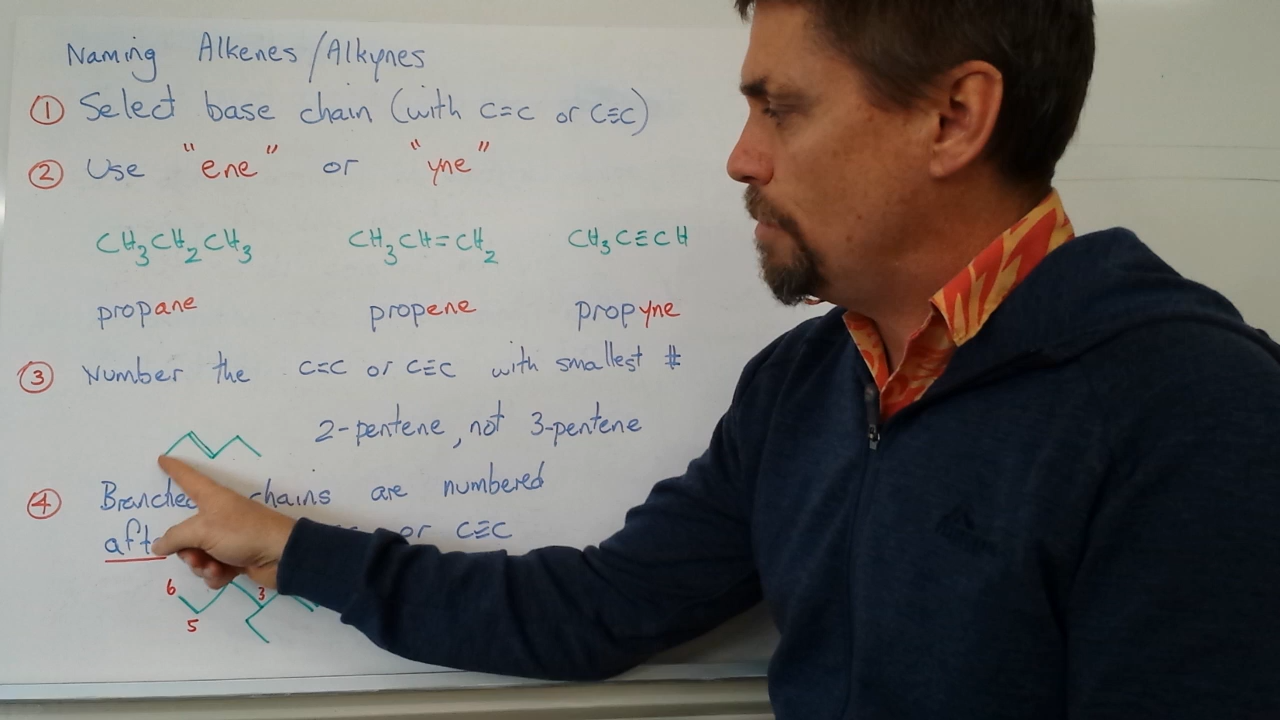 Naming Alkenes/Alkynes
① Select base chain (with C=C or C≡C)
② Use "ene" or "yne"
CH₃CH₂CH₃ CH₃CH=CH₂ CH₃C≡CH
propane propene propyne
③ Number the C=C or C≡C with smallest #
2-pentene, not 3-pentene
④ chains are numbered
or C≡C
6 3
5